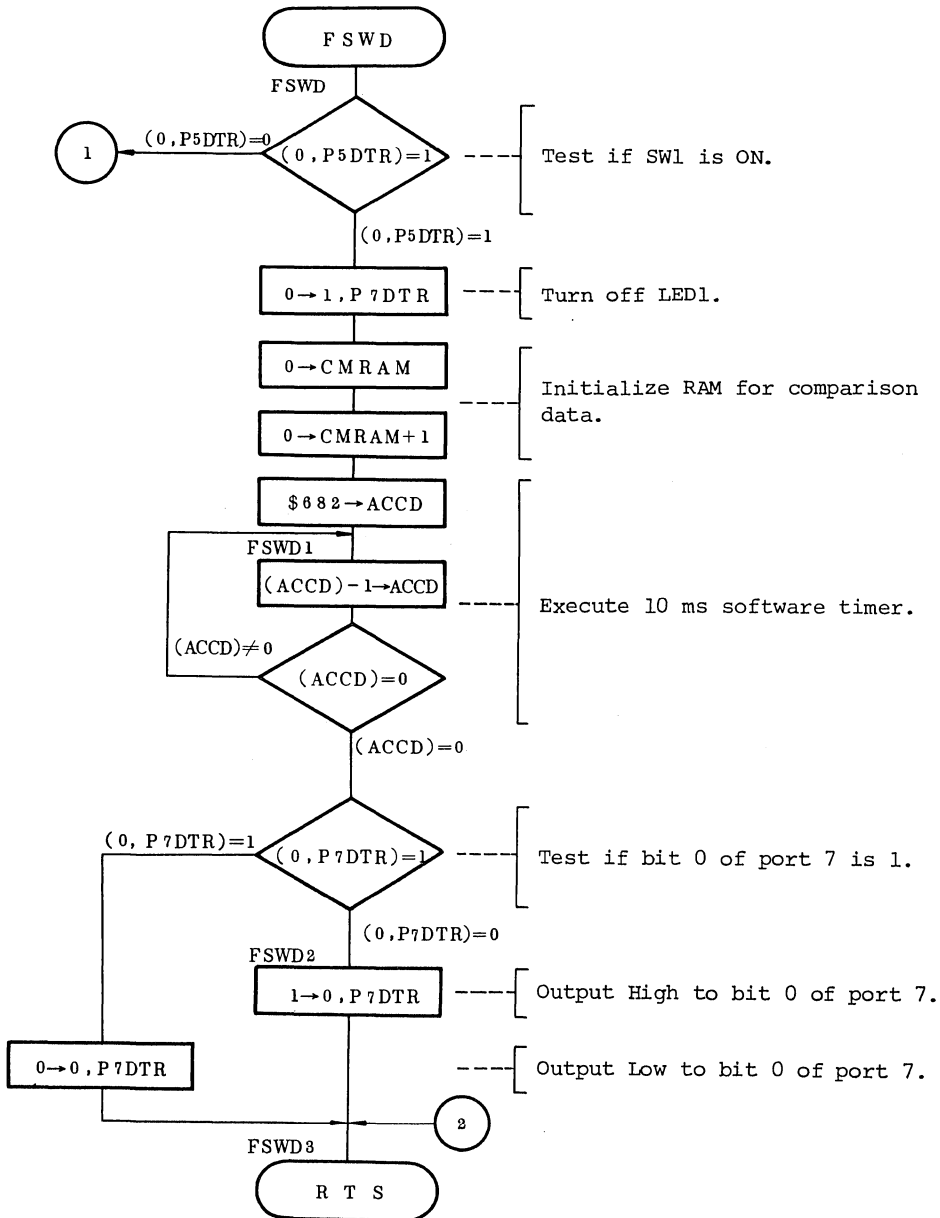 FSWD
FSWD
(0,P5DTR)=0
1
(0,P5DTR)=1
Test if SW1 is ON.
(0,P5DTR)=1
0→1,P7DTR
Turn off LED1.
0→CMRAM
Initialize RAM for comparison
data.
0→CMRAM+1
$682→ACCD
FSWD1
(ACCD)-1→ACCD
Execute 10 ms software timer.
(ACCD)≠0
(ACCD)=0
(ACCD)=0
(0,P7DTR)=1
(0,P7DTR)=1
Test if bit 0 of port 7 is 1.
(0,P7DTR)=0
FSWD2
1→0,P7DTR
Output High to bit 0 of port 7.
0→0,P7DTR
Output Low to bit 0 of port 7.
2
FSWD3
RTS